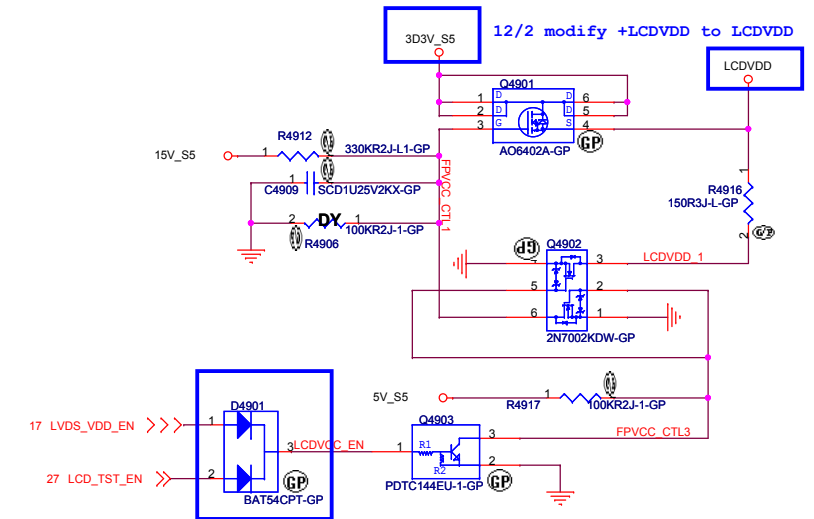 12/2 modify +LCDVDD to LCDVDD
3D3V_S5
LCDVDD
Q4901
1 D D 6
2 D D 5
3 G S 4
AO6402A-GP
GP
R4912
15V_S5 1 2 330KR2J-L1-GP
C4909 1 2 SCD1U25V2KX-GP
FPVCC_CTL1
2 DY 1 100KR2J-1-GP
R4906
1
R4916
150R3J-L-GP
2 GP
GP Q4902
3 LCDVDD_1
5 2
6 1
2N7002KDW-GP
5V_S5 1
R4917 100KR2J-1-GP
D4901
17 LVDS_VDD_EN 1
3 LCDVCC_EN
27 LCD_TST_EN 2
GP
BAT54CPT-GP
Q4903
1 R1 3 FPVCC_CTL3
R2 2
PDTC144EU-1-GP GP